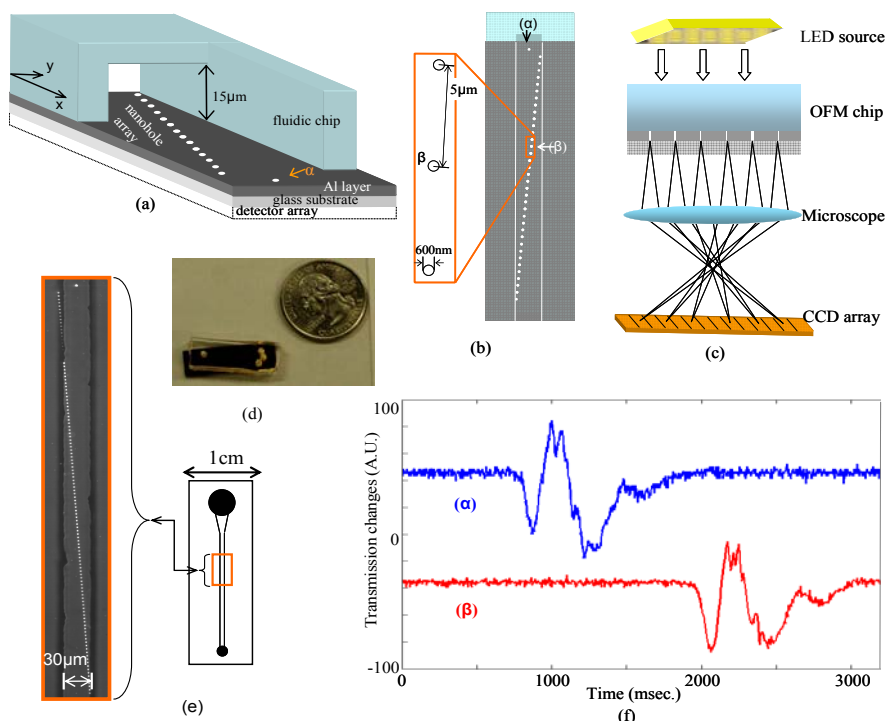 y
x
15μm
nanohole
array
fluidic chip
α
Al layer
glass substrate
detector array
(a)
(α)
5μm
β
(β)
600nm
(b)
LED source
OFM chip
Microscope
CCD array
(c)
(d)
30μm
1cm
(e)
100
0
-100
Transmission changes (A.U.)
(α)
(β)
0
1000
2000
3000
Time (msec.)
(f)